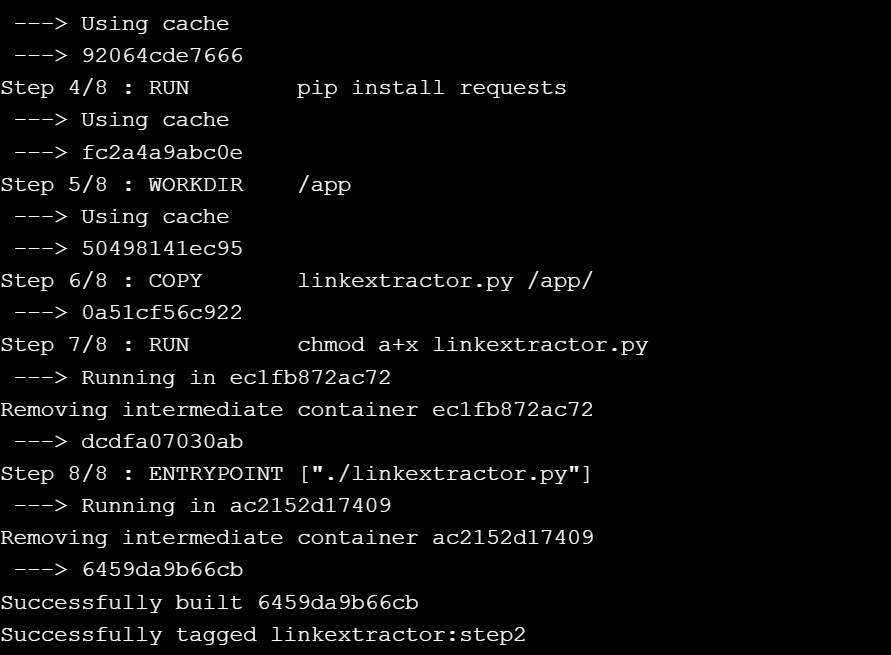 ---> Using cache
---> 92064cde7666
Step 4/8 : RUN        pip install requests
---> Using cache
---> fc2a4a9abc0e
Step 5/8 : WORKDIR    /app
---> Using cache
---> 50498141ec95
Step 6/8 : COPY       linkextractor.py /app/
---> 0a51cf56c922
Step 7/8 : RUN        chmod a+x linkextractor.py
---> Running in ec1fb872ac72
Removing intermediate container ec1fb872ac72
---> dcdfa07030ab
Step 8/8 : ENTRYPOINT ["./linkextractor.py"]
---> Running in ac2152d17409
Removing intermediate container ac2152d17409
---> 6459da9b66cb
Successfully built 6459da9b66cb
Successfully tagged linkextractor:step2